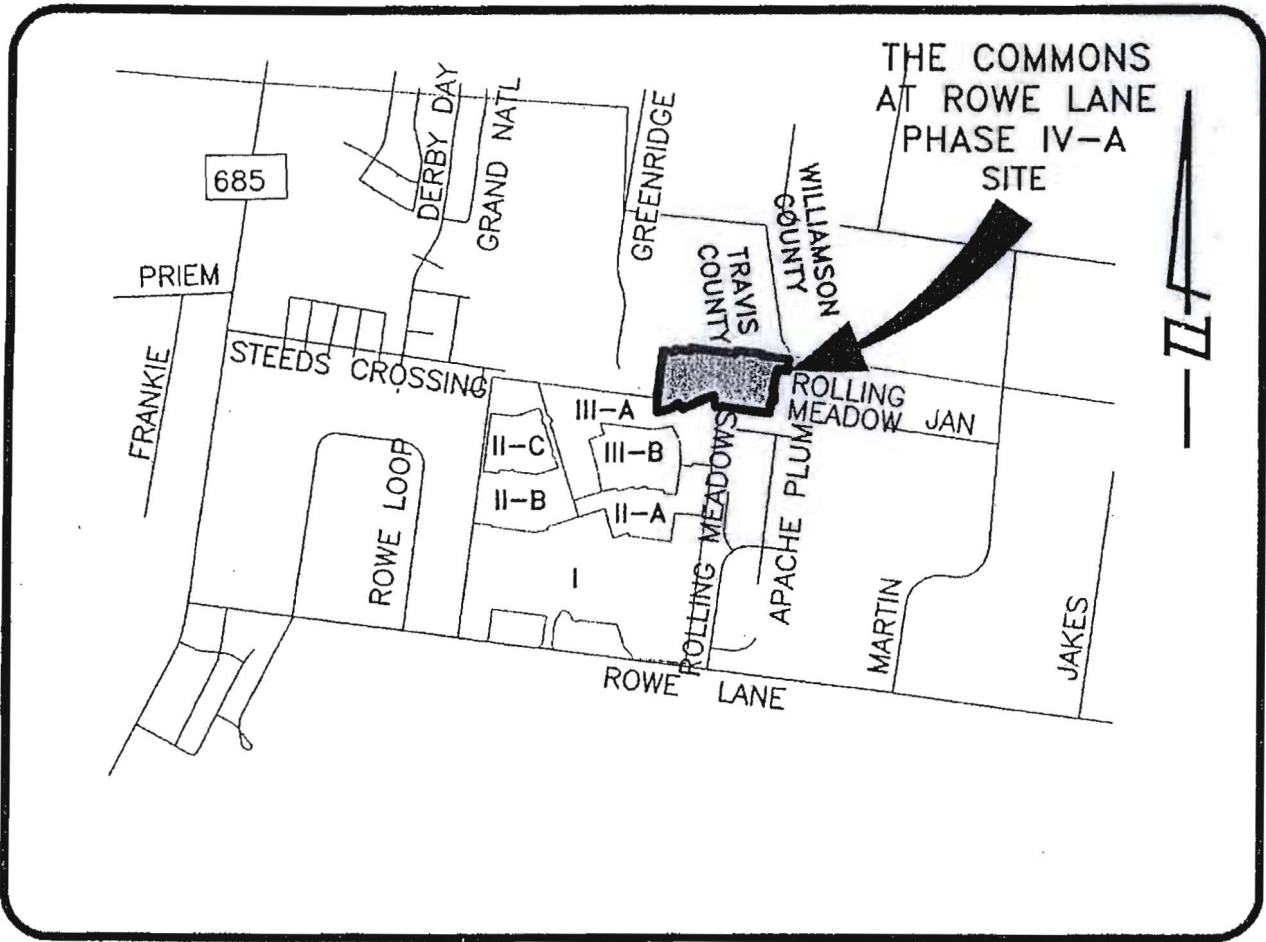 THE COMMONS
AT ROWE LANE
PHASE IV-A
SITE
DERBY DAY
GRAND NATL
GREENRIDGE
685
WILLIAMSON
COUNTY
TRAVIS
COUNTY
PRIEM
FRANKIE
STEEDS CROSSING
ROLLING
MEADOW
JAN
III-A
II-C
III-B
II-B
II-A
ROWE LOOP
ROLLING MEADOWS
APACHE PLUM
I
MARTIN
JAKES
ROWE LANE